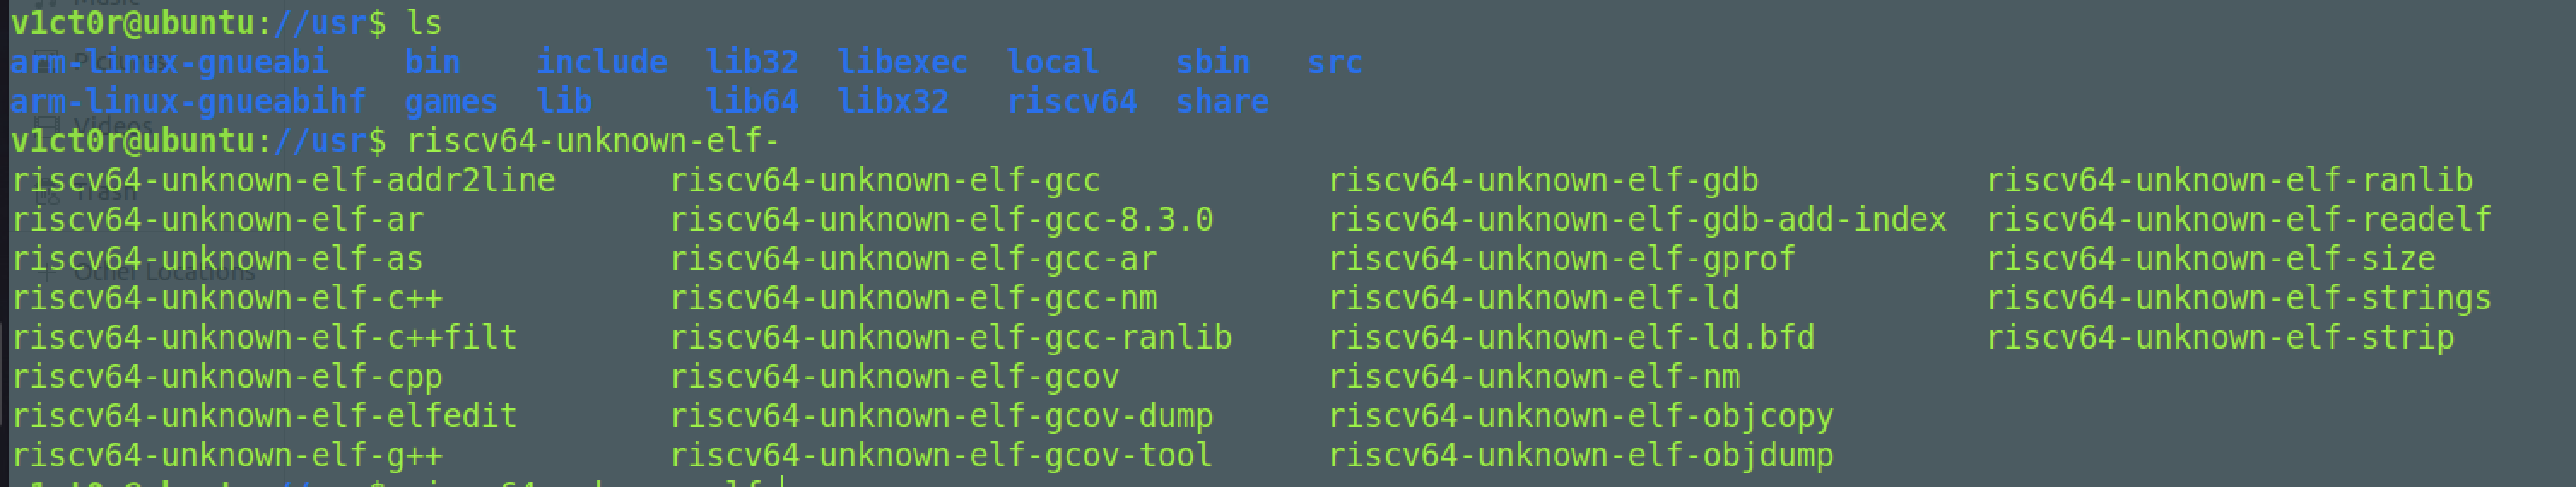 Music
v1ct0r@ubuntu://usr$ ls
arm-linux-gnueabi    bin    include  lib32  libexec  local    sbin   src
Pictures
arm-linux-gnueabihf  games  lib      lib64  libx32   riscv64  share
Videos
v1ct0r@ubuntu://usr$ riscv64-unknown-elf-
riscv64-unknown-elf-addr2line      riscv64-unknown-elf-gcc         riscv64-unknown-elf-gdb            riscv64-unknown-elf-ranlib
Trash
riscv64-unknown-elf-ar             riscv64-unknown-elf-gcc-8.3.0   riscv64-unknown-elf-gdb-add-index  riscv64-unknown-elf-readelf
riscv64-unknown-elf-as             riscv64-unknown-elf-gcc-ar      riscv64-unknown-elf-gprof          riscv64-unknown-elf-size
Other Locations
riscv64-unknown-elf-c++            riscv64-unknown-elf-gcc-nm      riscv64-unknown-elf-ld             riscv64-unknown-elf-strings
riscv64-unknown-elf-c++filt        riscv64-unknown-elf-gcc-ranlib  riscv64-unknown-elf-ld.bfd         riscv64-unknown-elf-strip
riscv64-unknown-elf-cpp            riscv64-unknown-elf-gcov        riscv64-unknown-elf-nm
riscv64-unknown-elf-elfedit        riscv64-unknown-elf-gcov-dump   riscv64-unknown-elf-objcopy
riscv64-unknown-elf-g++            riscv64-unknown-elf-gcov-tool   riscv64-unknown-elf-objdump